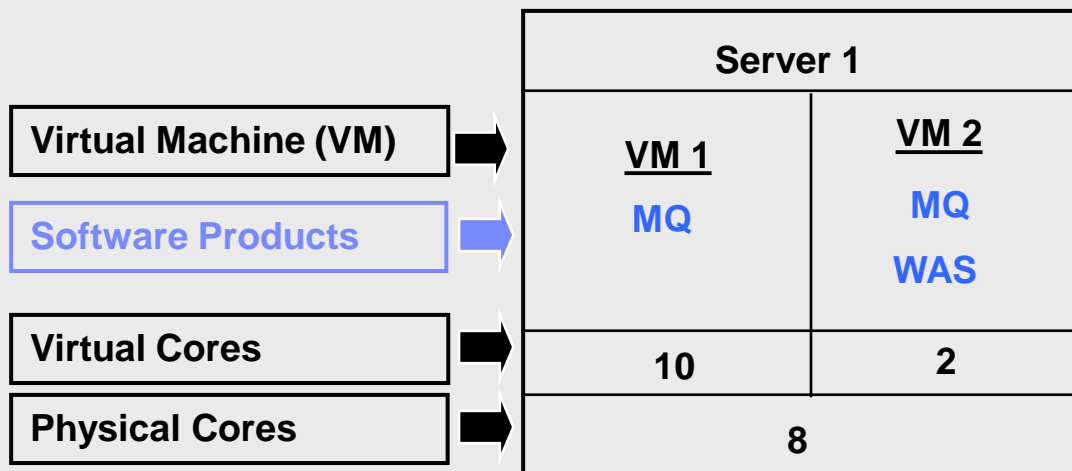 Server 1
Virtual Machine (VM)
VM 1
VM 2
Software Products
MQ
MQ
WAS
Virtual Cores
10
2
Physical Cores
8